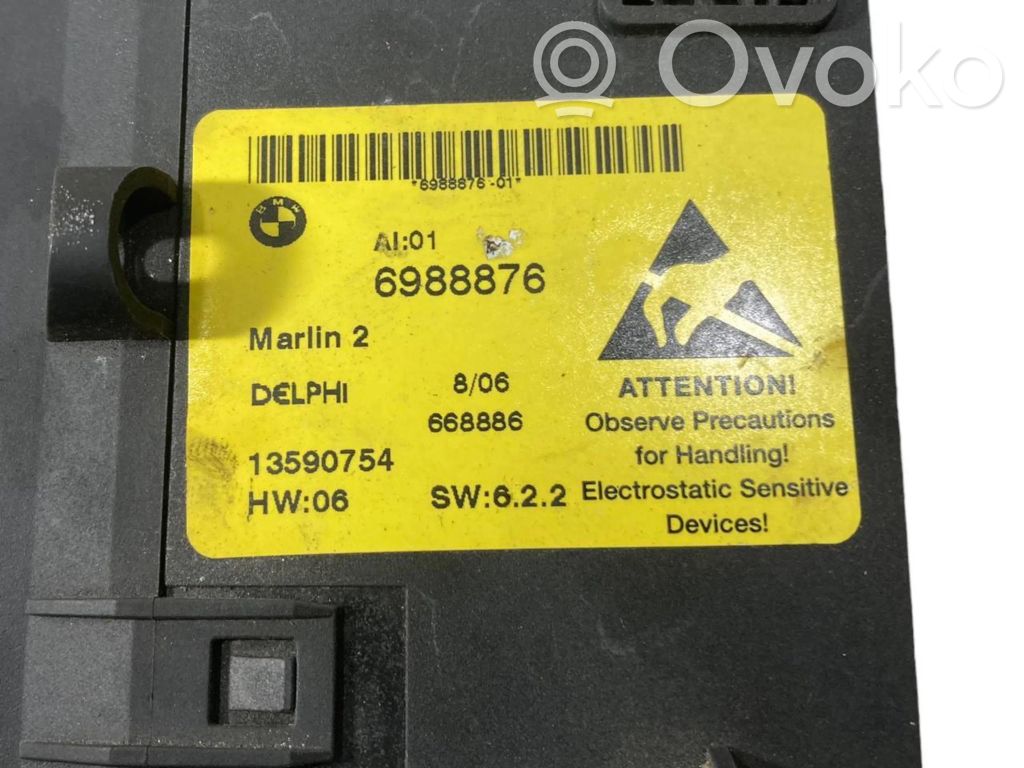 Ovoko
*6988876-01*
BMW
AI:01
6988876
Marlin 2
DELPHI
8/06
668886
13590754
HW:06
SW:6.2.2
ATTENTION!
Observe Precautions
for Handling!
Electrostatic Sensitive
Devices!